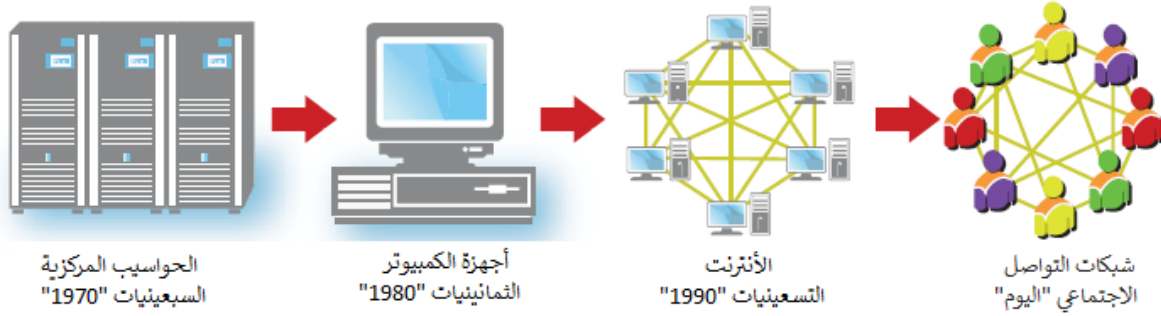 الحواسيب المركزية
السبعينيات "1970"
أجهزة الكمبيوتر
الثمانينيات "1980"
الأنترنت
التسعينيات "1990"
شبكات التواصل
الاجتماعي "اليوم"